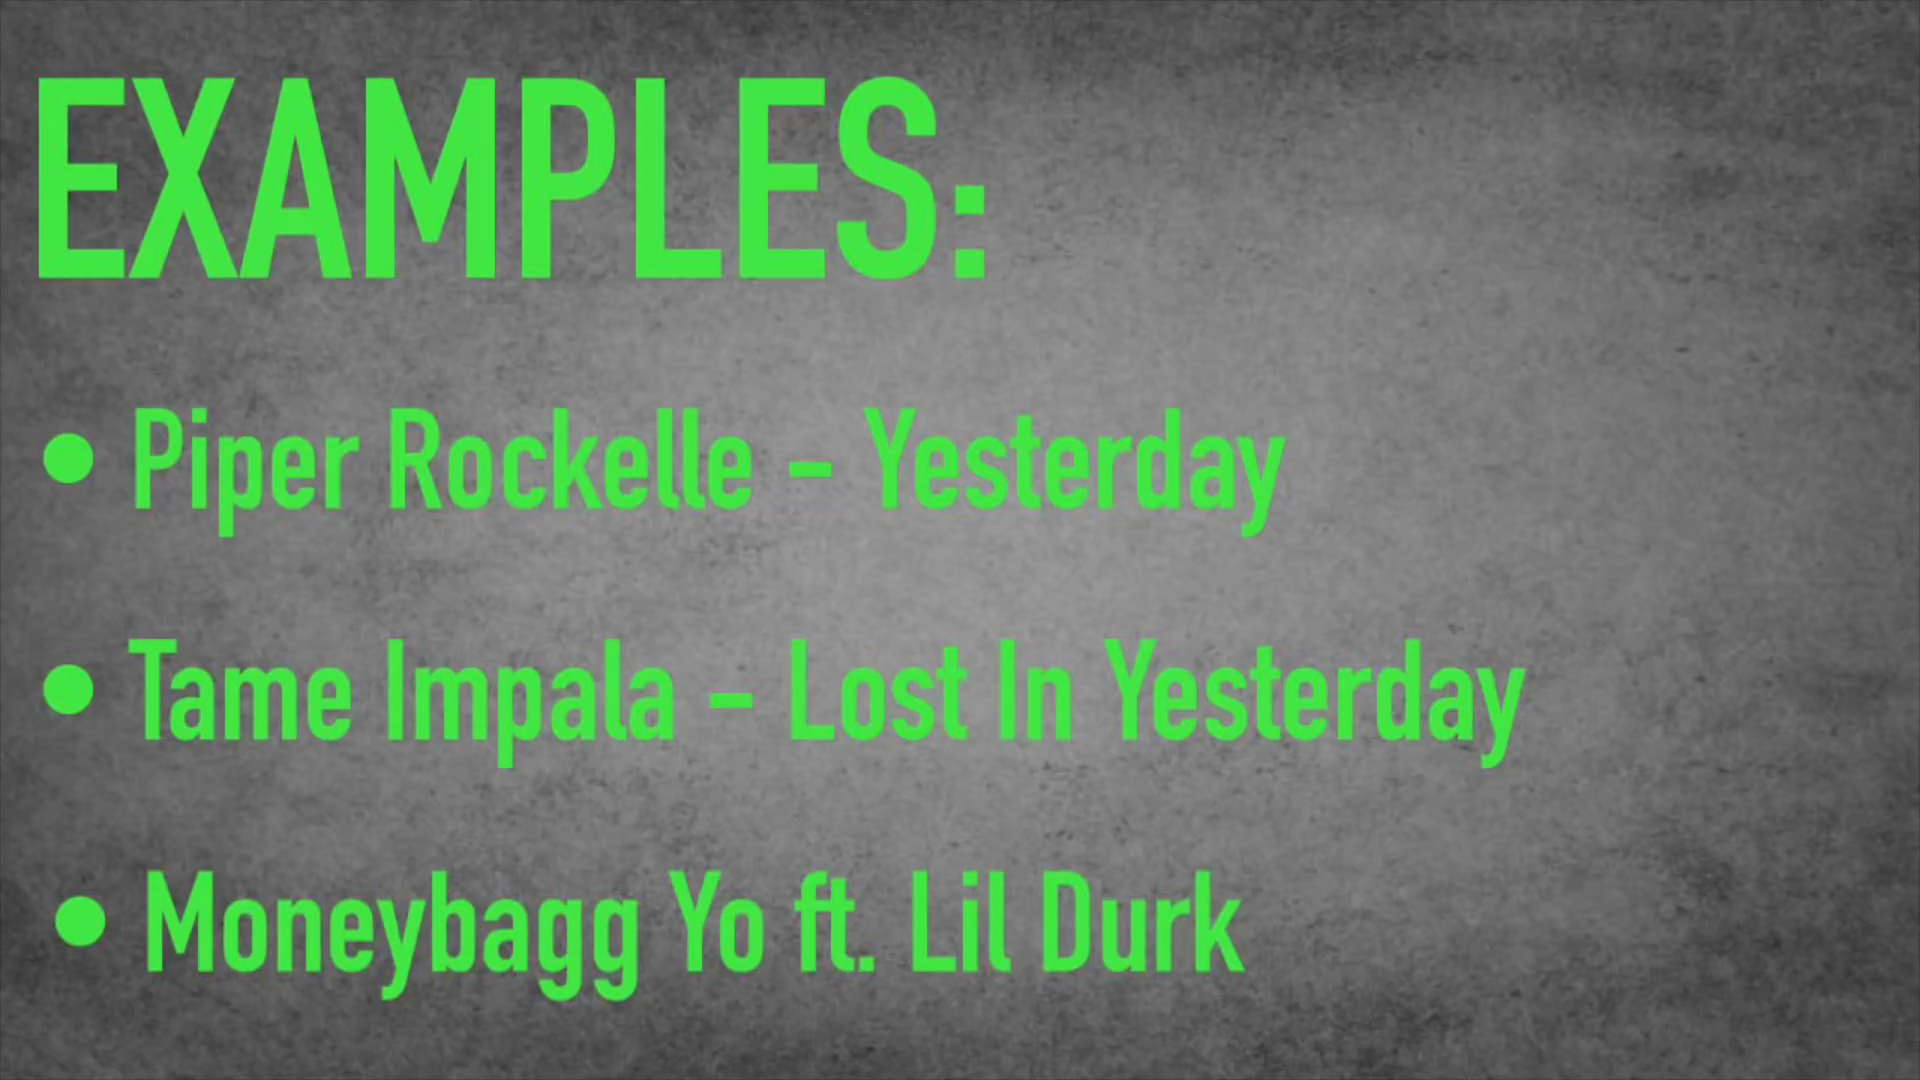 EXAMPLES:
• Piper Rockelle – Yesterday
• Tame Impala – Lost In Yesterday
• Moneybagg Yo ft. Lil Durk